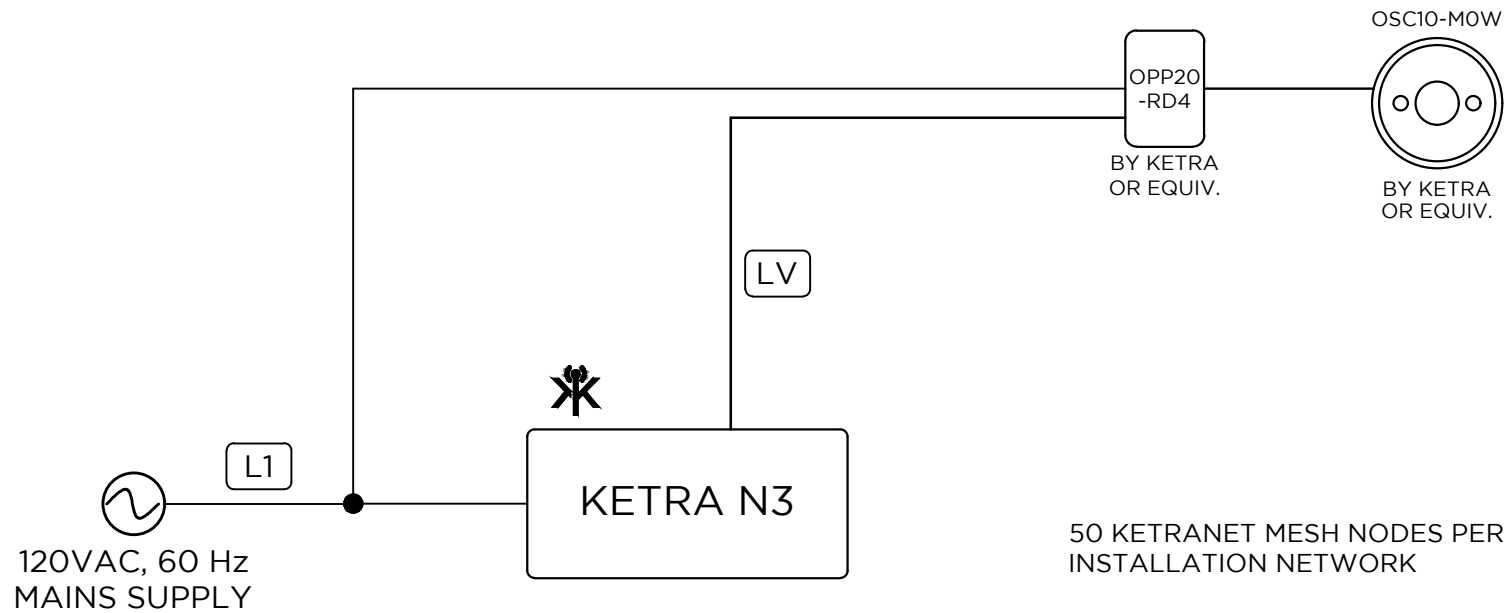 OSC10-M0W
OPP20
-RD4
BY KETRA
OR EQUIV.
BY KETRA
OR EQUIV.
LV
L1
KETRA N3
120VAC, 60 Hz
MAINS SUPPLY
50 KETRANET MESH NODES PER
INSTALLATION NETWORK